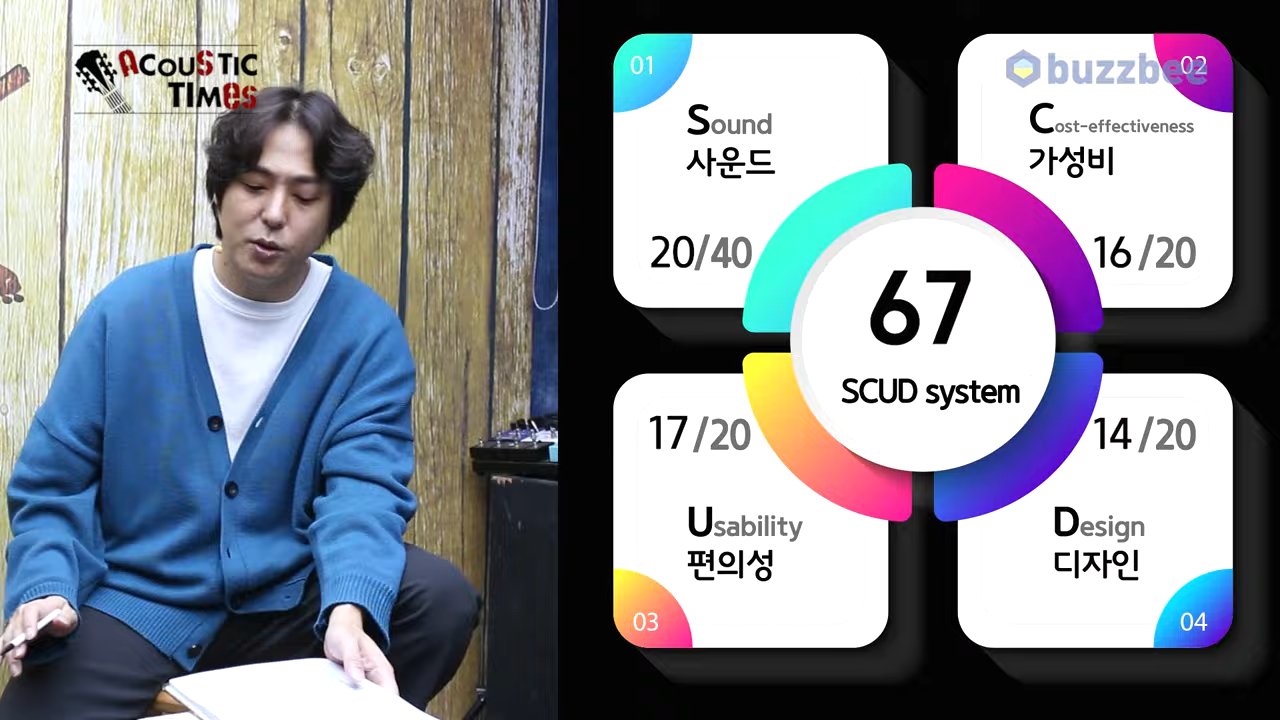 ACOUSTIC
TIMES
01
Sound
사운드
20/40
buzzbee
02
Cost-effectiveness
가성비
16/20
67
SCUD system
17/20
Usability
편의성
03
14/20
Design
디자인
04